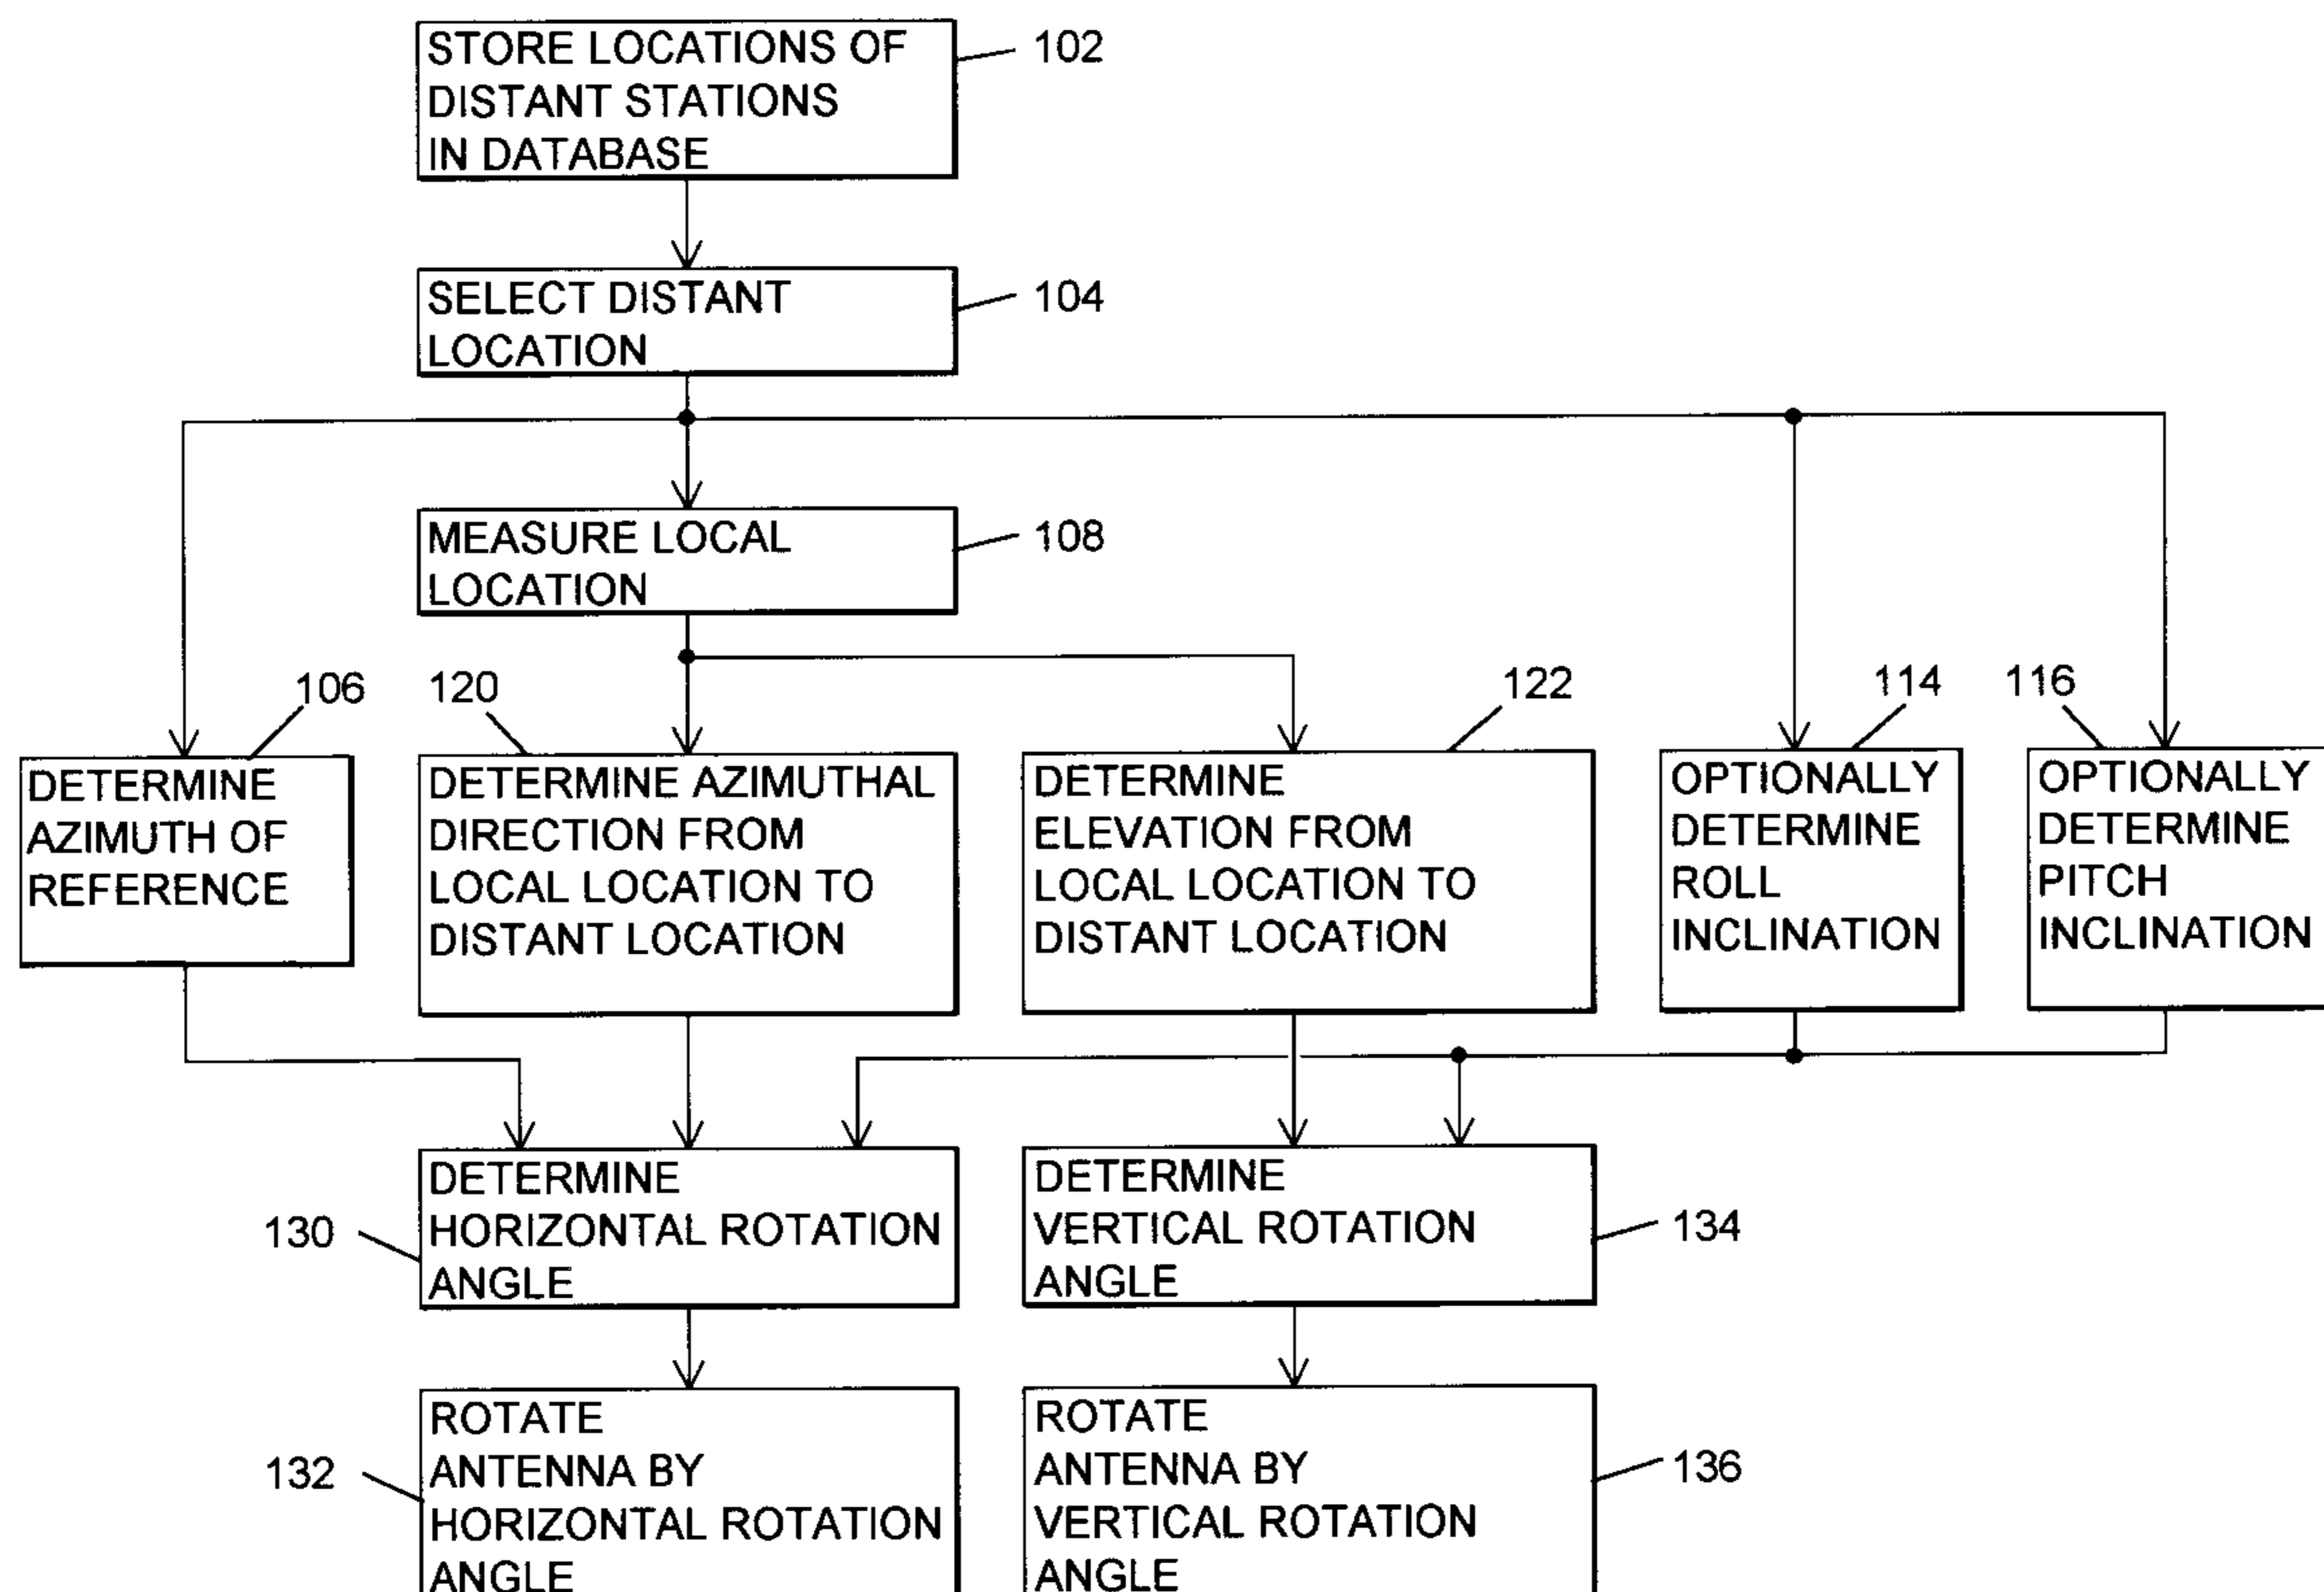 STORE LOCATIONS OF
DISTANT STATIONS
IN DATABASE
102
SELECT DISTANT
LOCATION
104
MEASURE LOCAL
LOCATION
108
106
DETERMINE
AZIMUTH OF
REFERENCE
120
DETERMINE AZIMUTHAL
DIRECTION FROM
LOCAL LOCATION TO
DISTANT LOCATION
122
DETERMINE
ELEVATION FROM
LOCAL LOCATION TO
DISTANT LOCATION
114
OPTIONALLY
DETERMINE
ROLL
INCLINATION
116
OPTIONALLY
DETERMINE
PITCH
INCLINATION
130
DETERMINE
HORIZONTAL ROTATION
ANGLE
DETERMINE
VERTICAL ROTATION
ANGLE
134
132
ROTATE
ANTENNA BY
HORIZONTAL ROTATION
ANGLE
ROTATE
ANTENNA BY
VERTICAL ROTATION
ANGLE
136